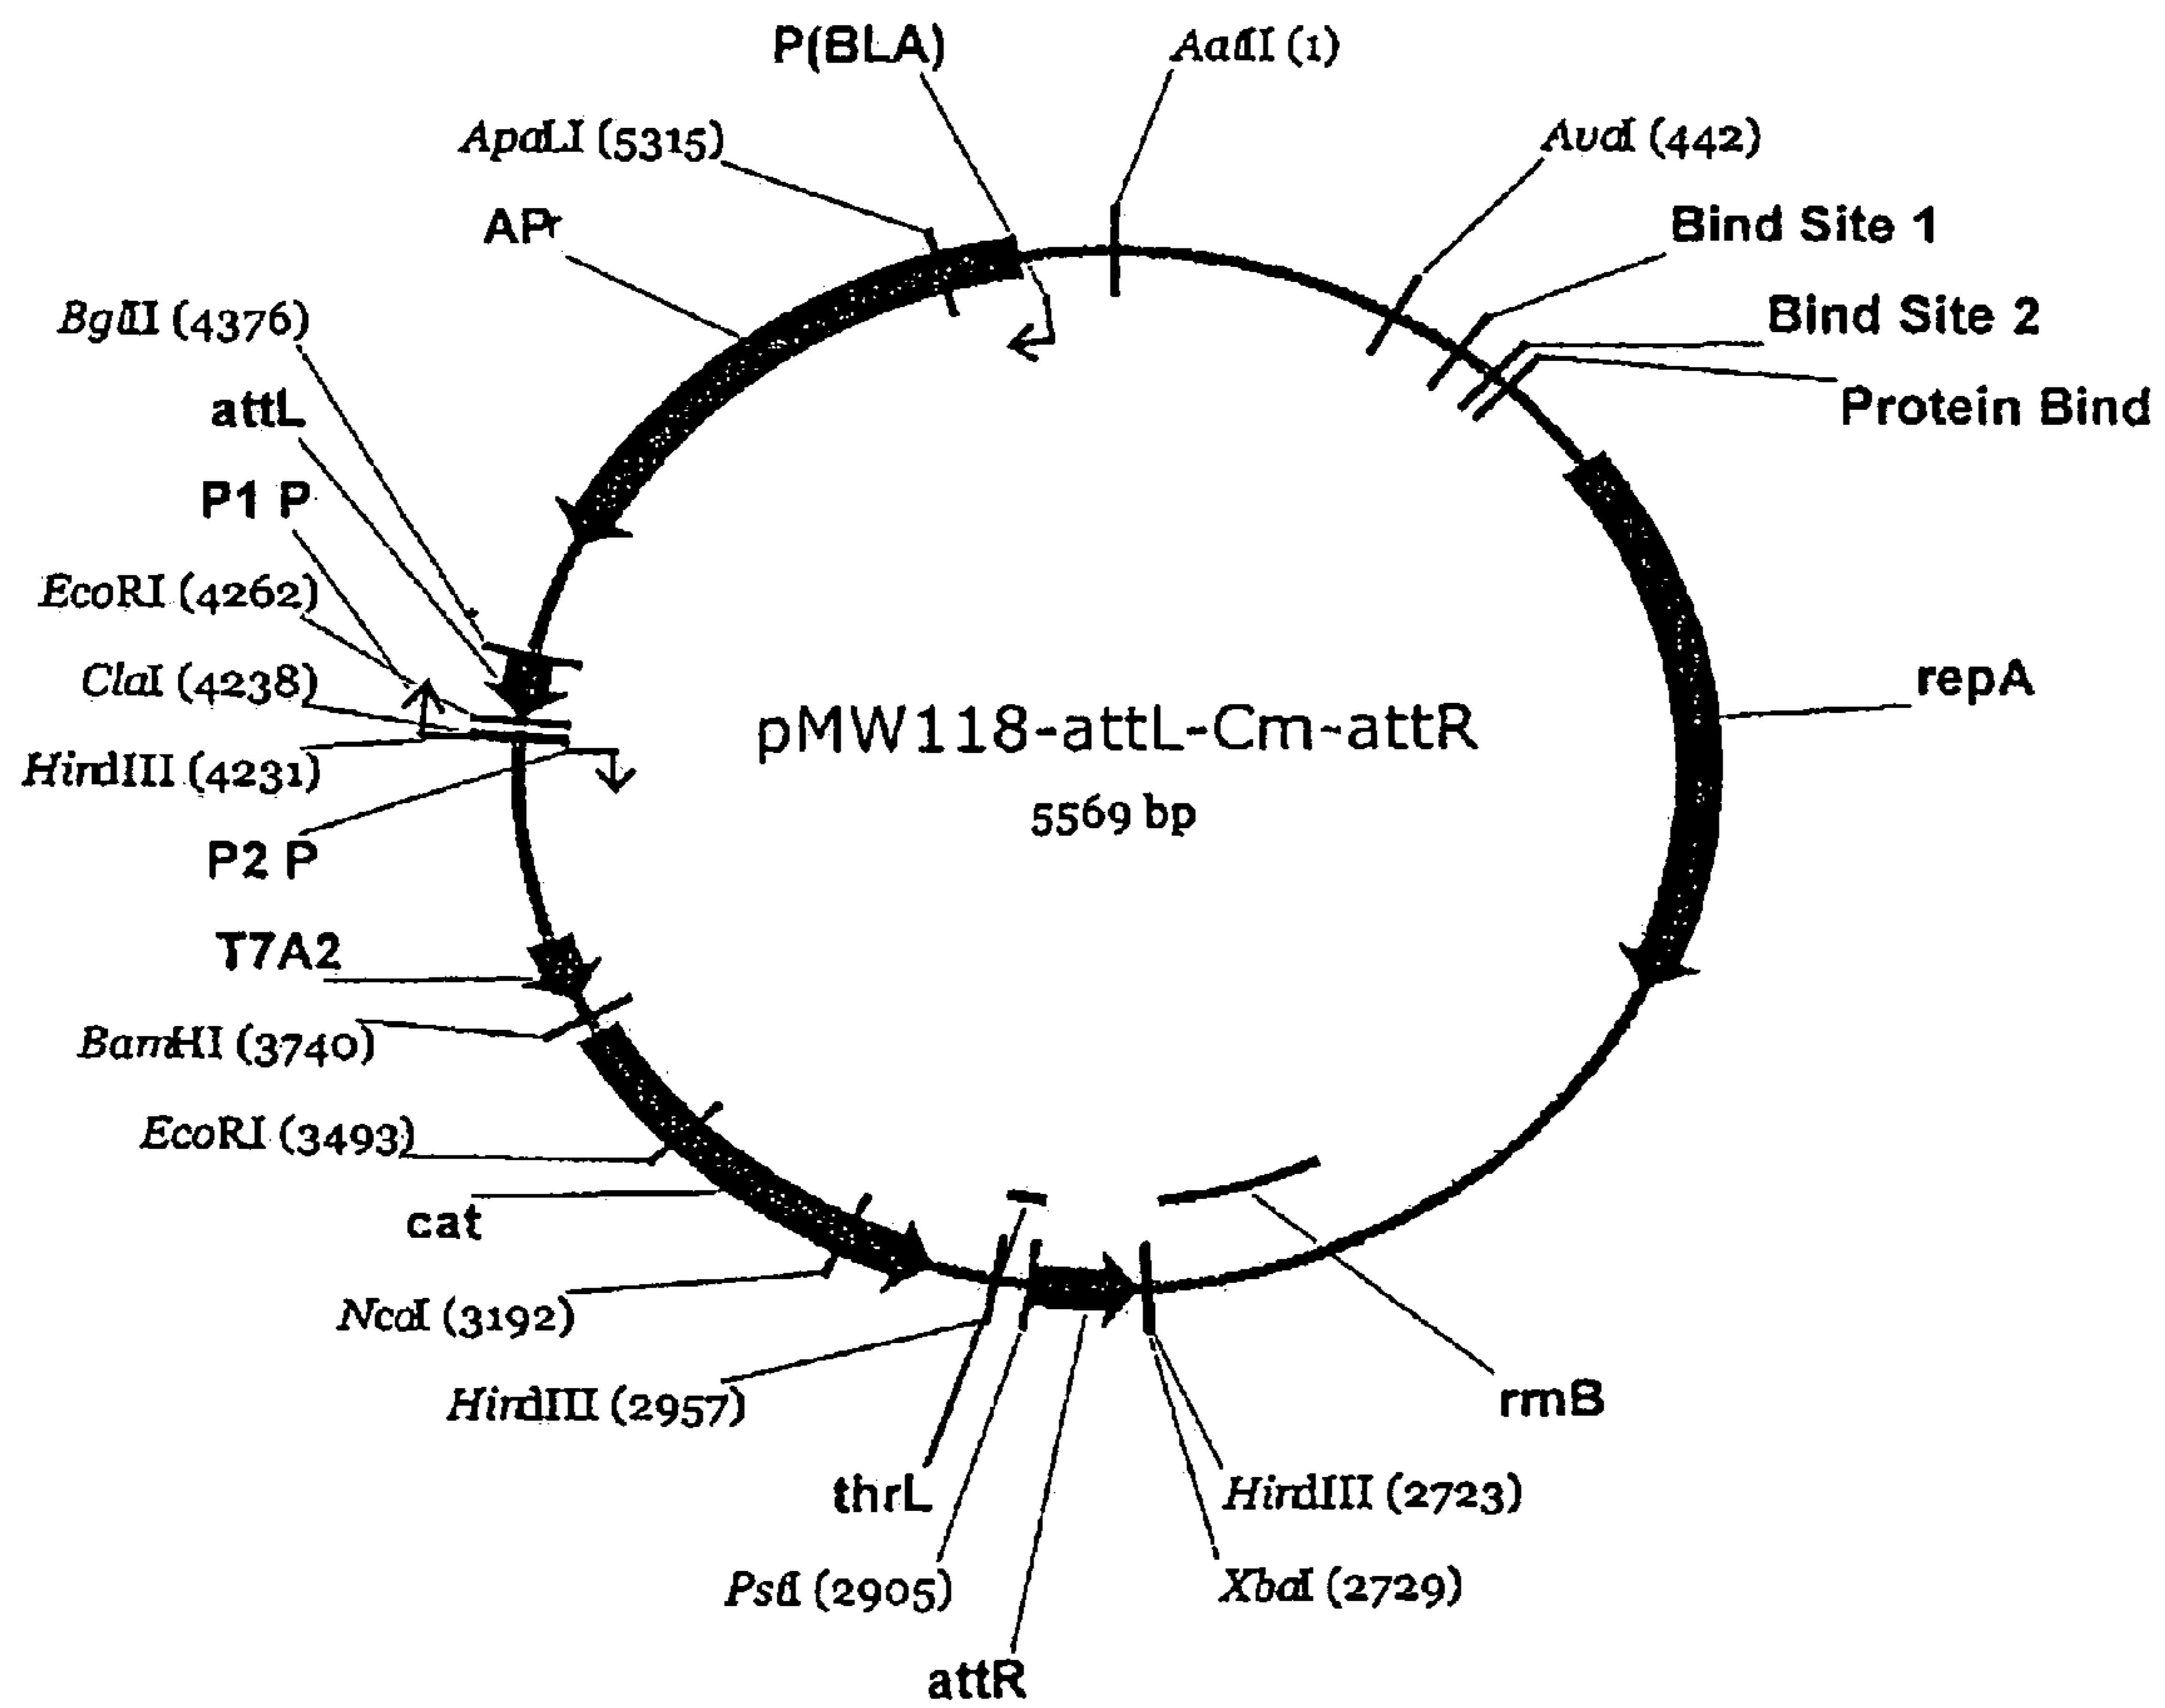 P(BLA)
AatII (1)
ApaLI (5315)
AvaI (442)
APr
Bind Site 1
BglII (4376)
Bind Site 2
attL
Protein Bind
P1 P
EcoRI (4262)
ClaI (4238)
repA
pMW118-attL-Cm-attR
HindIII (4231)
5569 bp
P2 P
T7A2
BamHI (3740)
EcoRI (3493)
cat
NcoI (3192)
HindIII (2957)
rrnB
thrL
HindIII (2723)
PstI (2905)
XbaI (2729)
attR